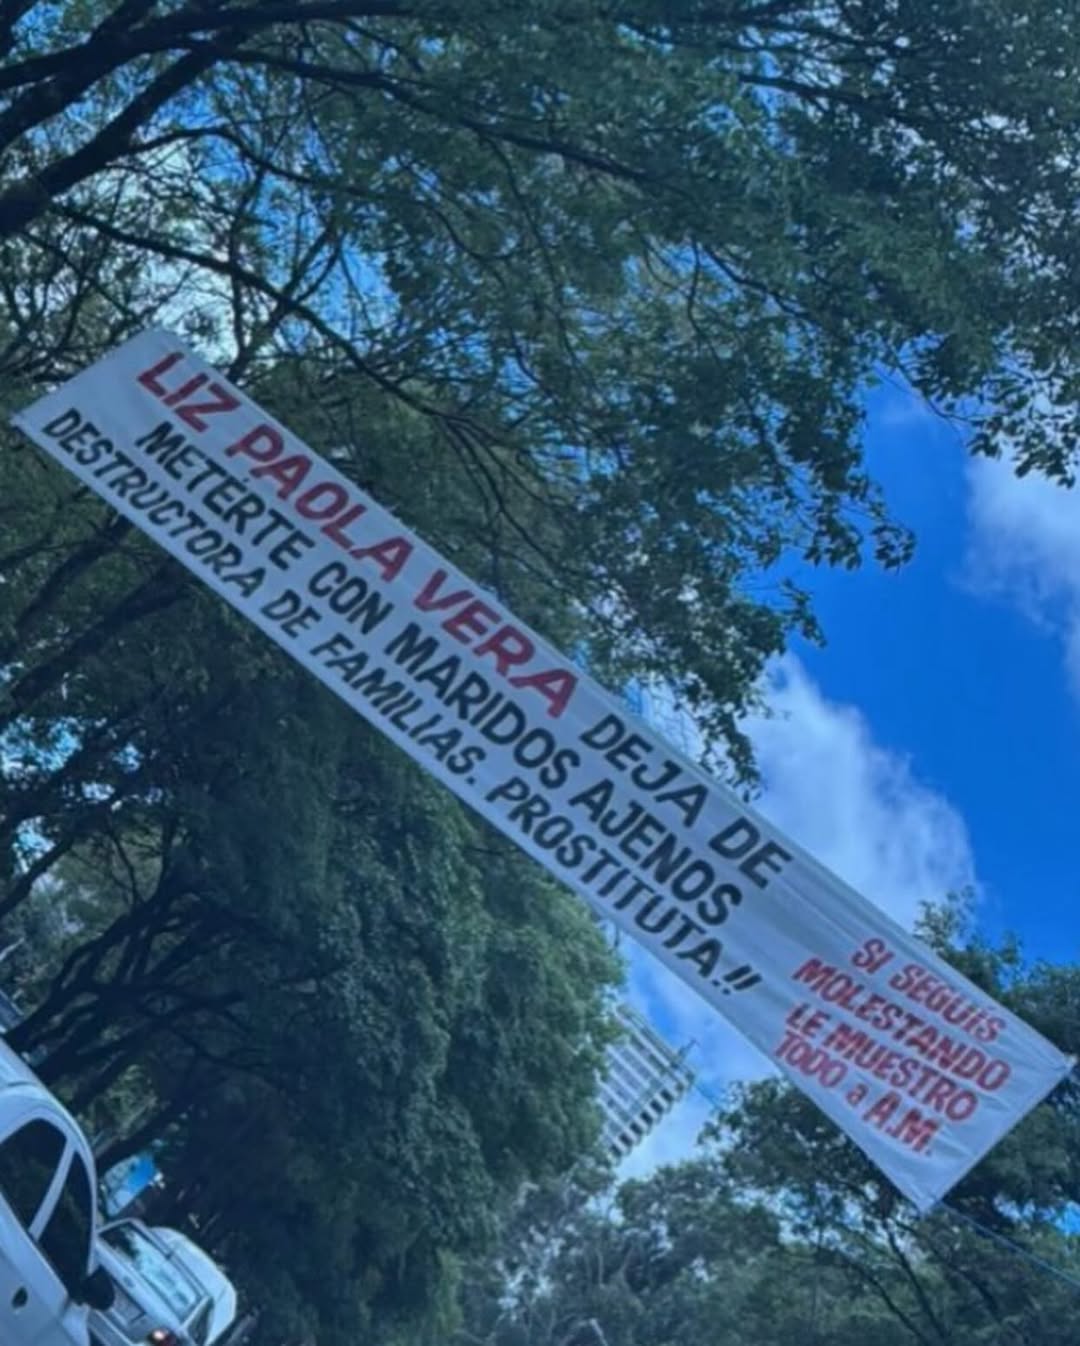 LIZ PAOLA VERA DEJA DE
METERTE CON MARIDOS AJENOS
DESTRUCTORA DE FAMILIAS. PROSTITUTA.!!
SI SEGUÍS
MOLESTANDO
LE MUESTRO
TODO a A.M.